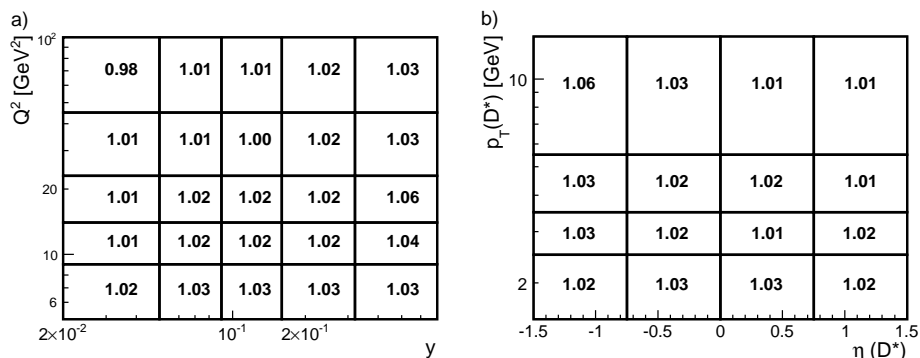 a)
Q² [GeV²]
10²
20
10
6
0.98 1.01 1.01 1.02 1.03
1.01 1.01 1.00 1.02 1.03
1.01 1.02 1.02 1.02 1.06
1.01 1.02 1.02 1.02 1.04
1.02 1.03 1.03 1.03 1.03
2×10⁻² 10⁻¹ 2×10⁻¹
y
b)
p_T(D*) [GeV]
10
2
1.06 1.03 1.01 1.01
1.03 1.02 1.02 1.01
1.03 1.02 1.01 1.02
1.02 1.03 1.03 1.02
-1.5 -1 -0.5 0 0.5 1 1.5
η (D*)